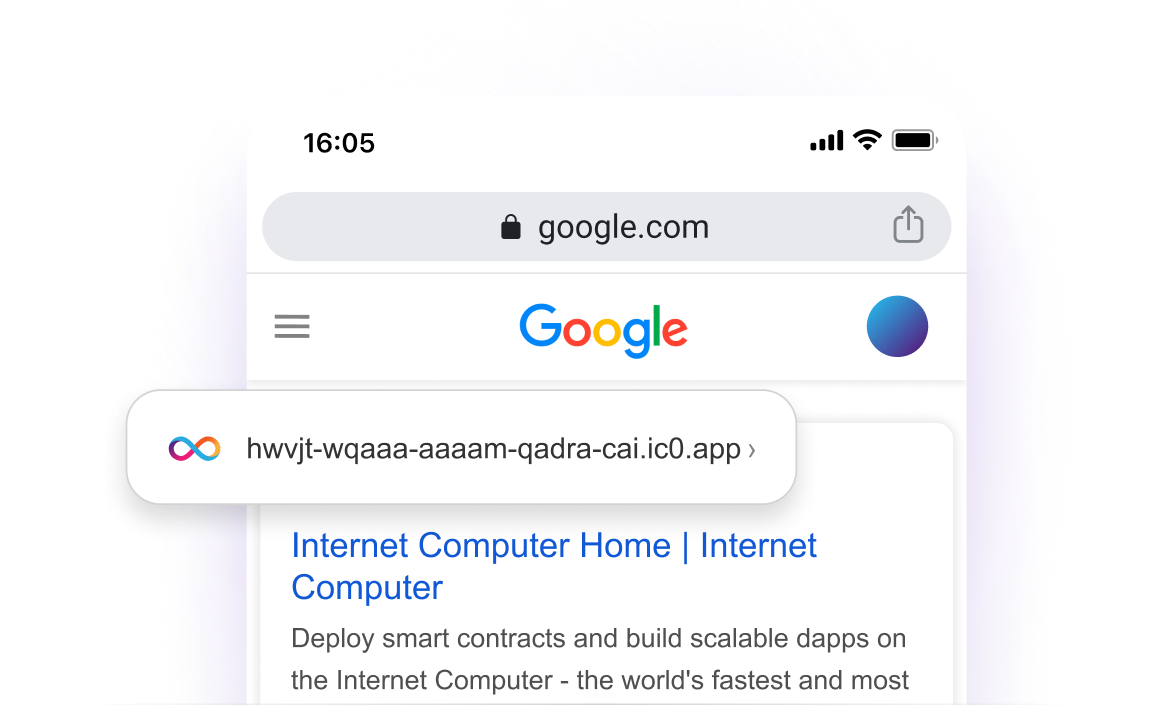 16:05
google.com
Google
hwvjt-wqaaa-aaaam-qadra-cai.ic0.app ›
Internet Computer Home | Internet
Computer
Deploy smart contracts and build scalable dapps on
the Internet Computer - the world's fastest and most